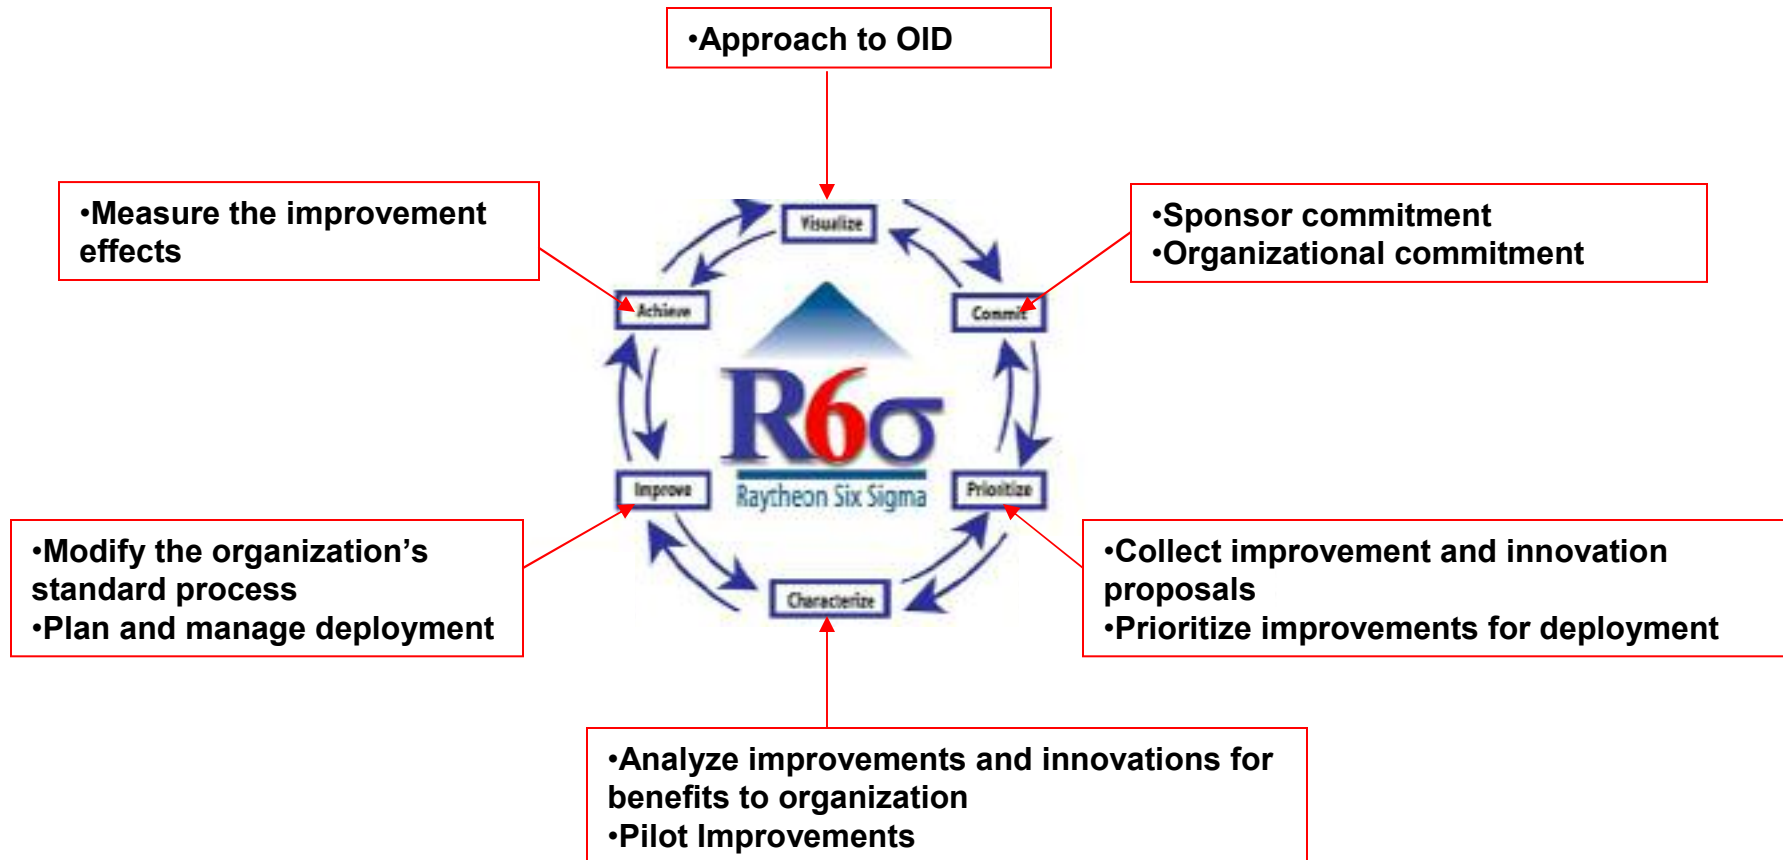 •Approach to OID
•Measure the improvement
effects
•Sponsor commitment
•Organizational commitment
Visualize
Achieve
Commit
R6σ
Raytheon Six Sigma
Improve
Prioritize
Characterize
•Modify the organization’s
standard process
•Plan and manage deployment
•Collect improvement and innovation
proposals
•Prioritize improvements for deployment
•Analyze improvements and innovations for
benefits to organization
•Pilot Improvements